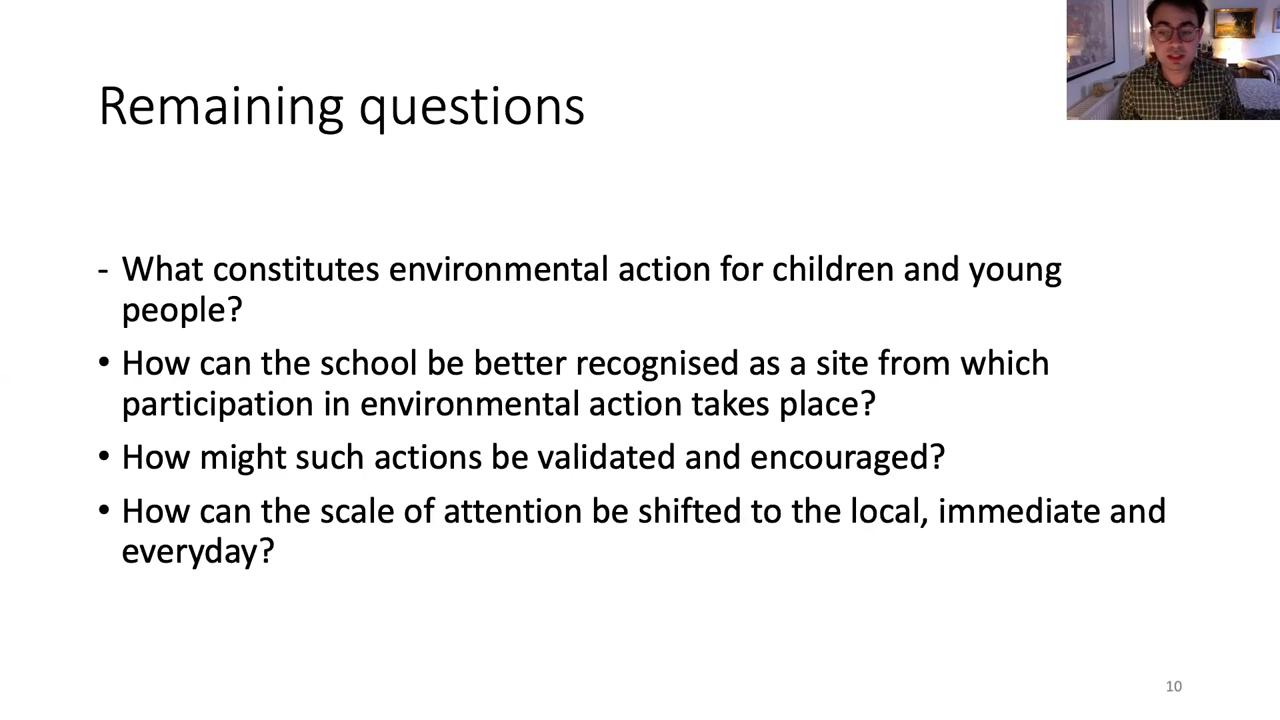 Remaining questions
- What constitutes environmental action for children and young
people?
• How can the school be better recognised as a site from which
participation in environmental action takes place?
• How might such actions be validated and encouraged?
• How can the scale of attention be shifted to the local, immediate and
everyday?
10